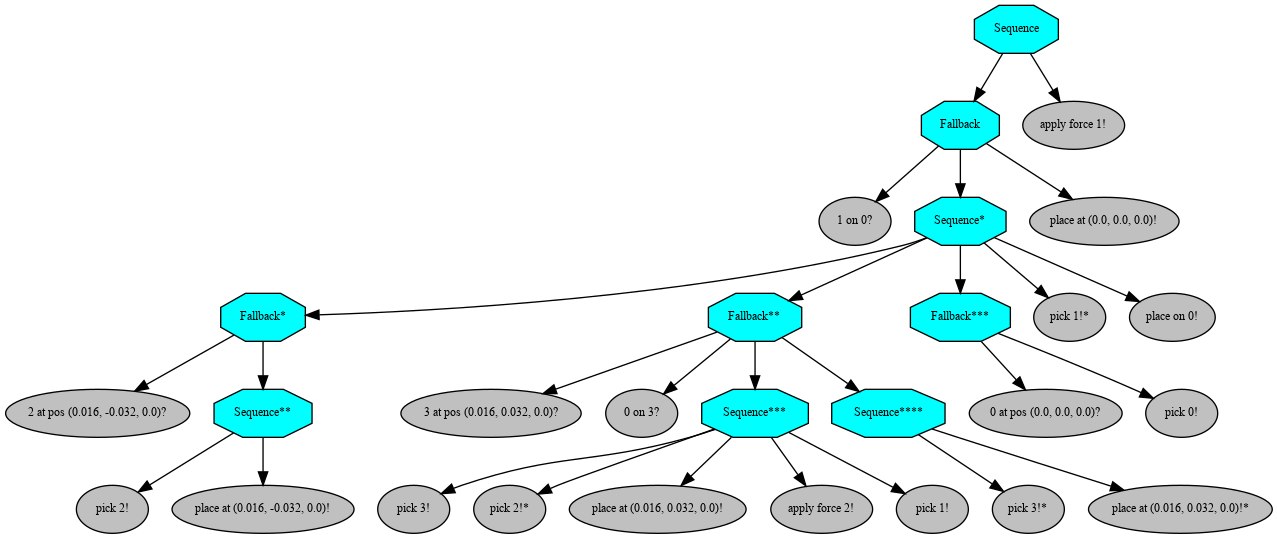 Sequence
Fallback
apply force 1!
1 on 0?
Sequence*
place at (0.0, 0.0, 0.0)!
Fallback*
Fallback**
Fallback***
pick 1!*
place on 0!
2 at pos (0.016, -0.032, 0.0)?
Sequence**
3 at pos (0.016, 0.032, 0.0)?
0 on 3?
Sequence***
Sequence****
0 at pos (0.0, 0.0, 0.0)?
pick 0!
pick 2!
place at (0.016, -0.032, 0.0)!
pick 3!
pick 2!*
place at (0.016, 0.032, 0.0)!
apply force 2!
pick 1!
pick 3!*
place at (0.016, 0.032, 0.0)!*